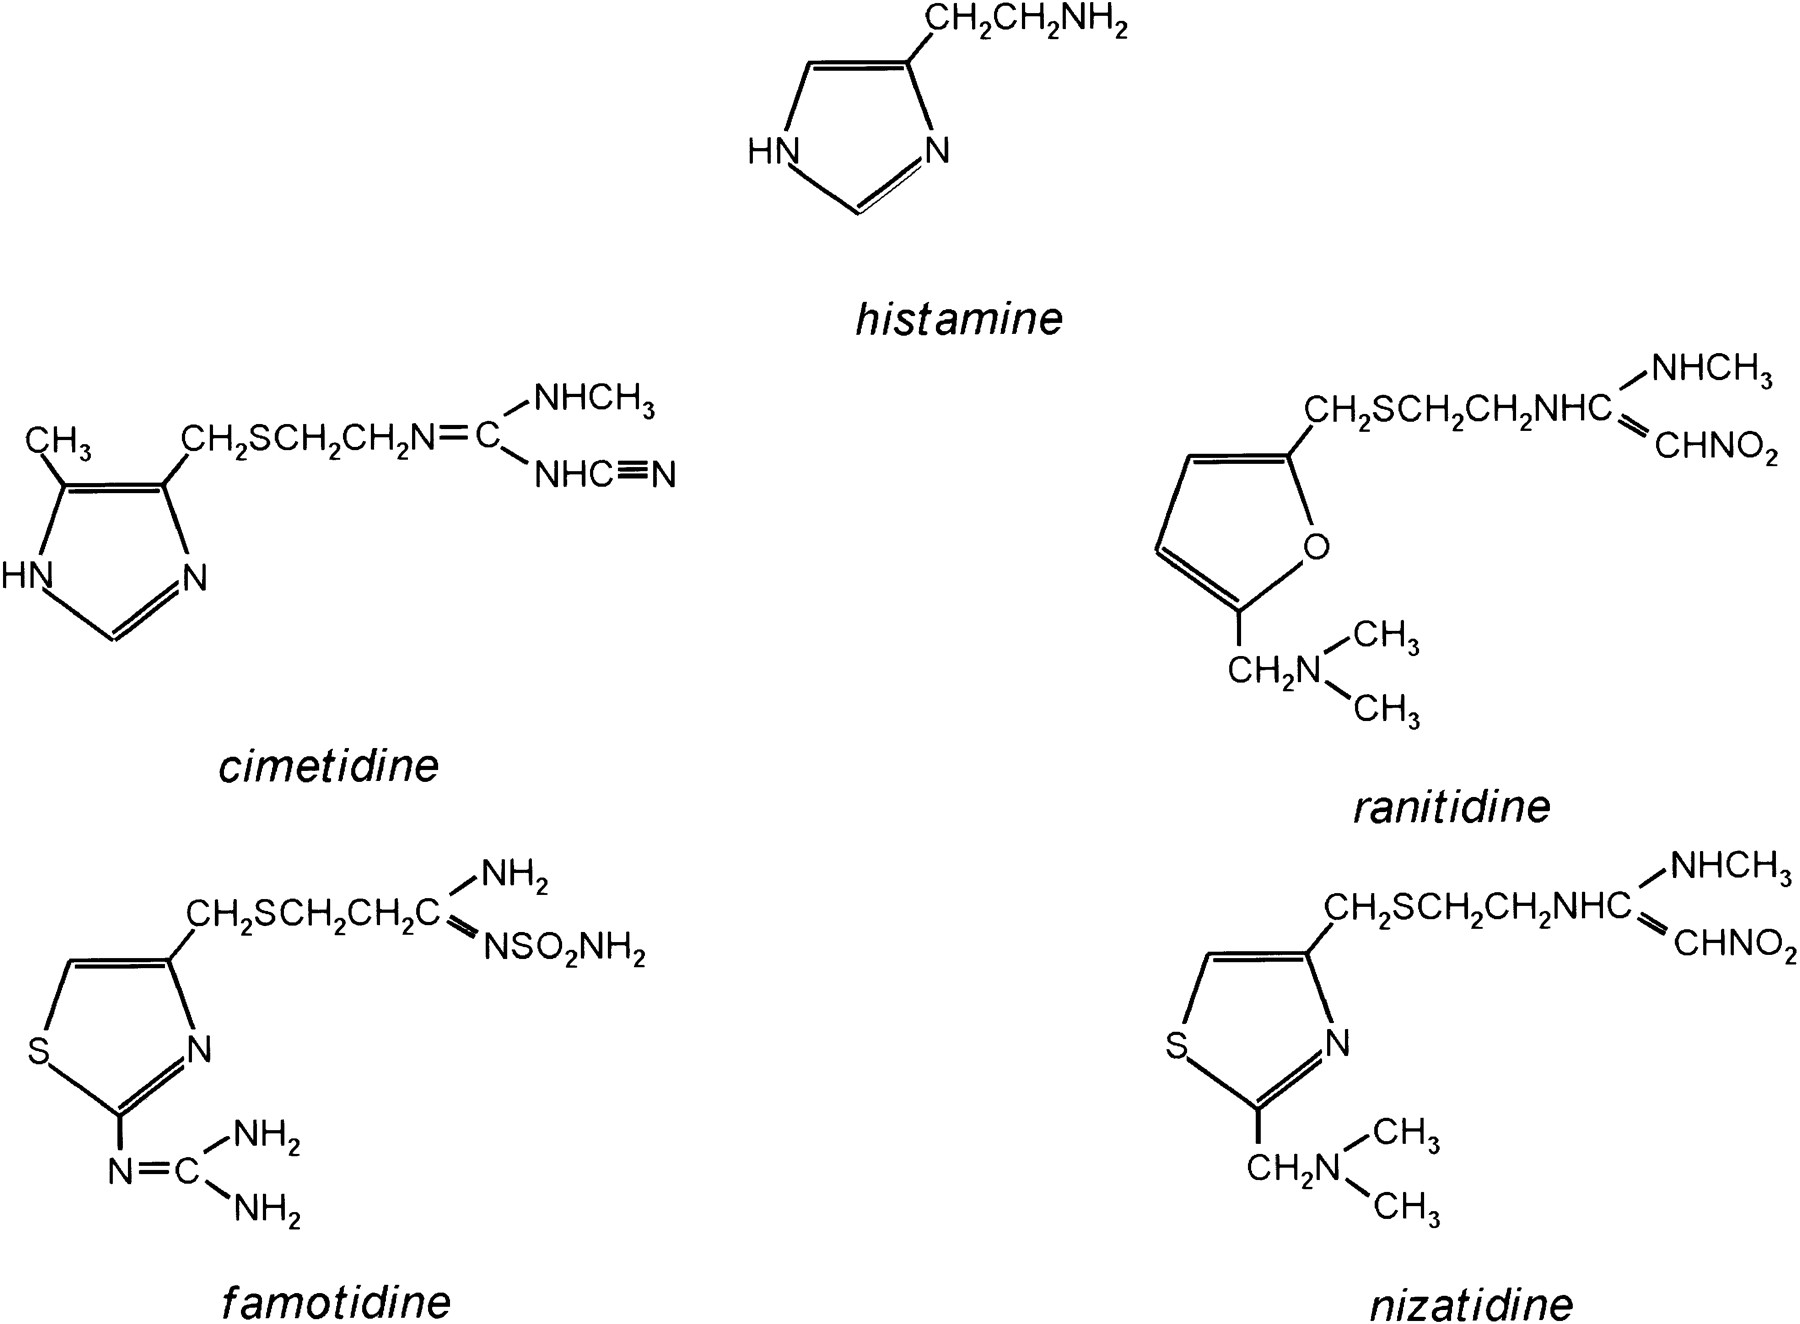 CH₂CH₂NH₂
HN
N
histamine
NHCH₃
CH₃
CH₂SCH₂CH₂N=C
NHC≡N
HN
N
cimetidine
NHCH₃
CH₂SCH₂CH₂NHC
CHNO₂
O
CH₃
CH₂N
CH₃
ranitidine
NH₂
CH₂SCH₂CH₂C
NSO₂NH₂
S
N
NH₂
N=C
NH₂
famotidine
NHCH₃
CH₂SCH₂CH₂NHC
CHNO₂
S
N
CH₃
CH₂N
CH₃
nizatidine